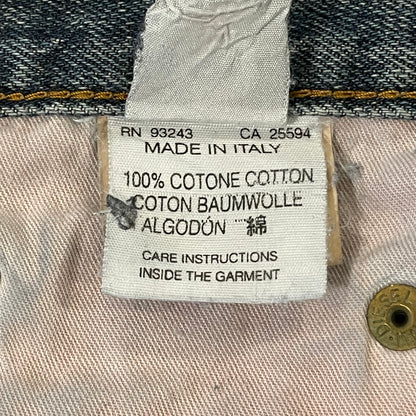 RN 93243 CA 25594
MADE IN ITALY
100% COTONE COTTON
COTON BAUMWOLLE
ALGODÓN 綿
CARE INSTRUCTIONS
INSIDE THE GARMENT